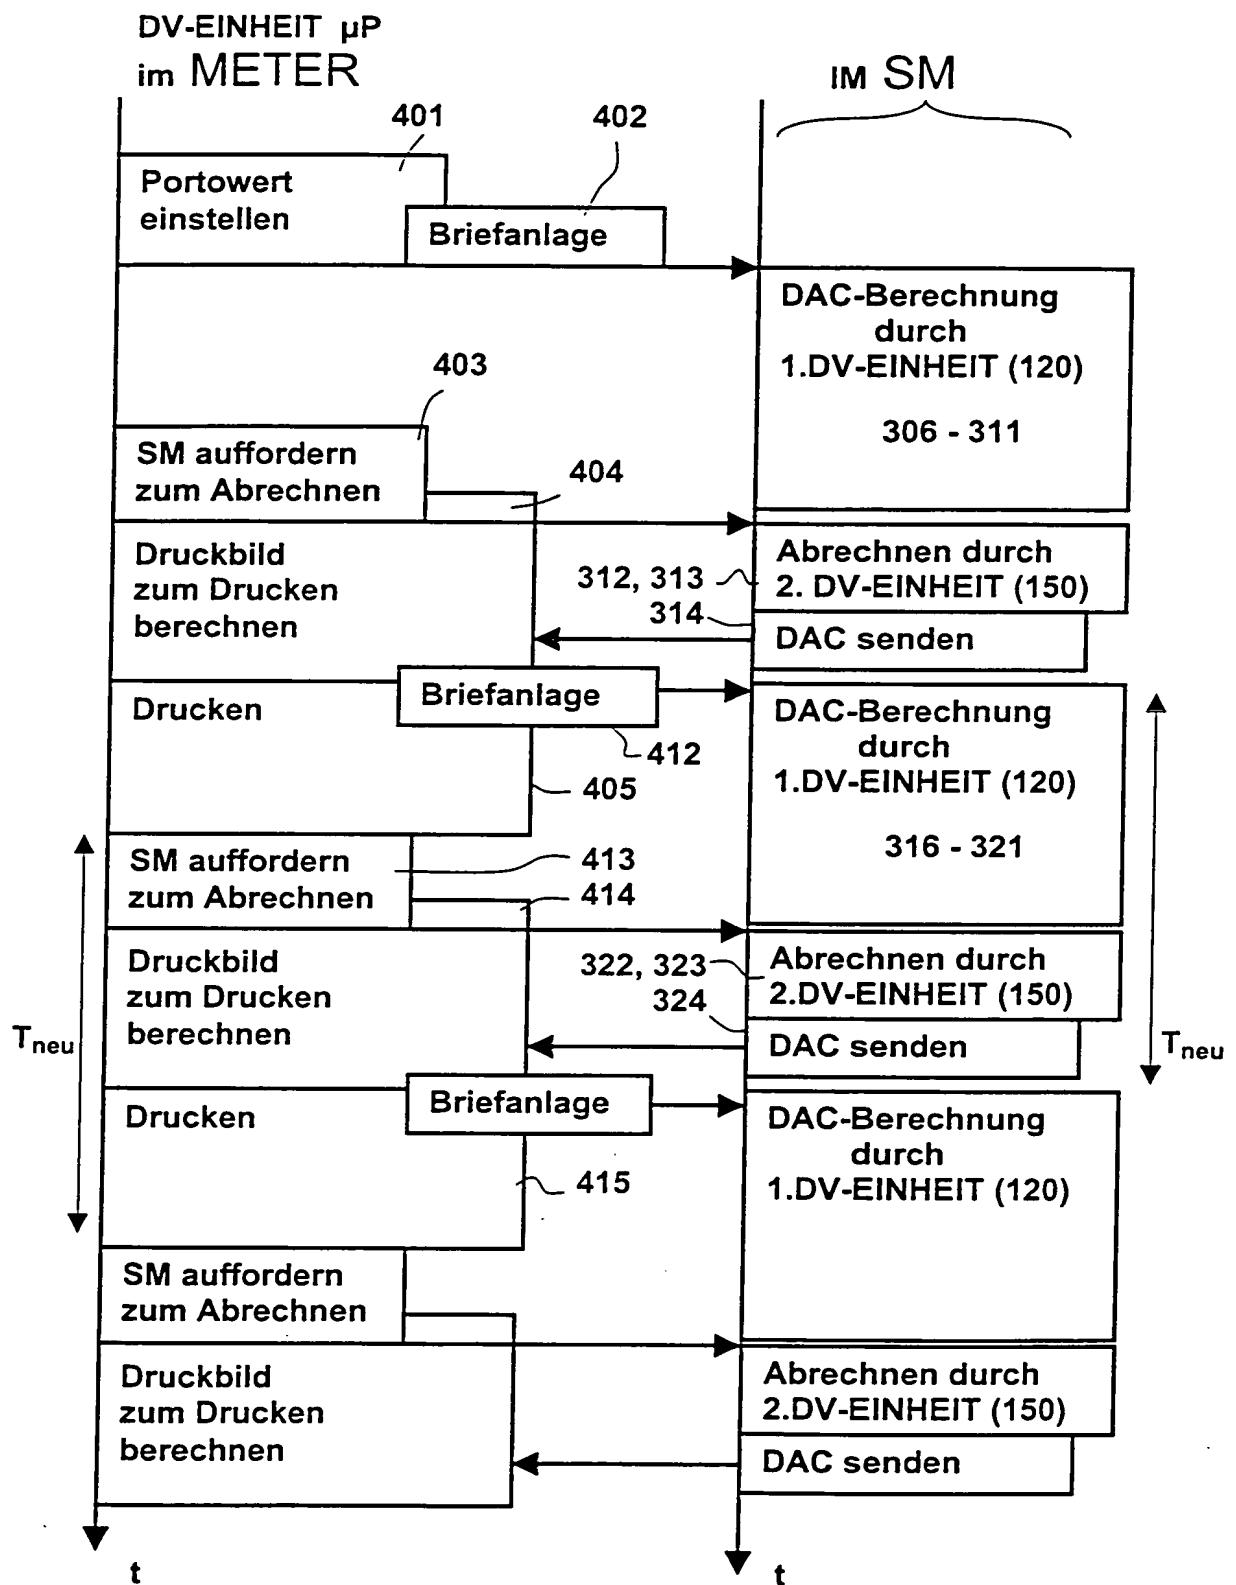 DV-EINHEIT µP
im METER
IM SM
401
402
Portowert
einstellen
Briefanlage
DAC-Berechnung
durch
1.DV-EINHEIT (120)
306 - 311
403
SM auffordern
zum Abrechnen
404
Druckbild
zum Drucken
berechnen
312, 313
314
Abrechnen durch
2. DV-EINHEIT (150)
DAC senden
Briefanlage
412
Drucken
405
DAC-Berechnung
durch
1.DV-EINHEIT (120)
316 - 321
SM auffordern
zum Abrechnen
413
414
Druckbild
zum Drucken
berechnen
322, 323
324
Abrechnen durch
2.DV-EINHEIT (150)
DAC senden
Tneu
Tneu
Briefanlage
Drucken
415
DAC-Berechnung
durch
1.DV-EINHEIT (120)
SM auffordern
zum Abrechnen
Druckbild
zum Drucken
berechnen
Abrechnen durch
2.DV-EINHEIT (150)
DAC senden
t
t